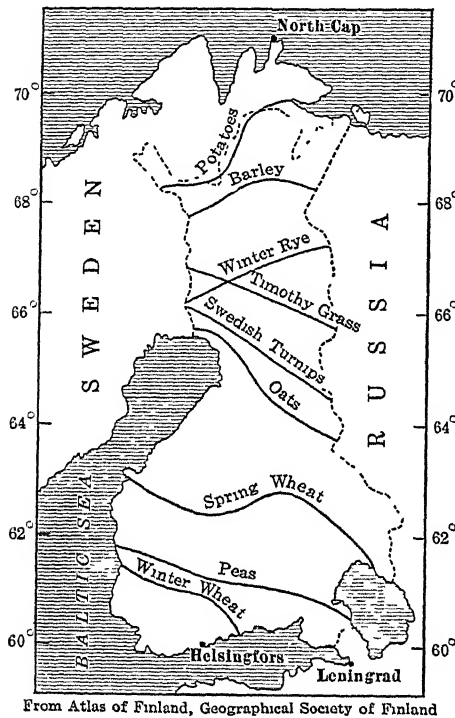 North Cap
70°
70°
Potatoes
Barley
68°
68°
SWEDEN
RUSSIA
Winter Rye
Timothy Grass
66°
66°
Swedish Turnips
Oats
64°
64°
Spring Wheat
62°
62°
BALTIC SEA
Peas
Winter Wheat
60°
60°
Helsingfors
Leningrad
From Atlas of Finland, Geographical Society of Finland